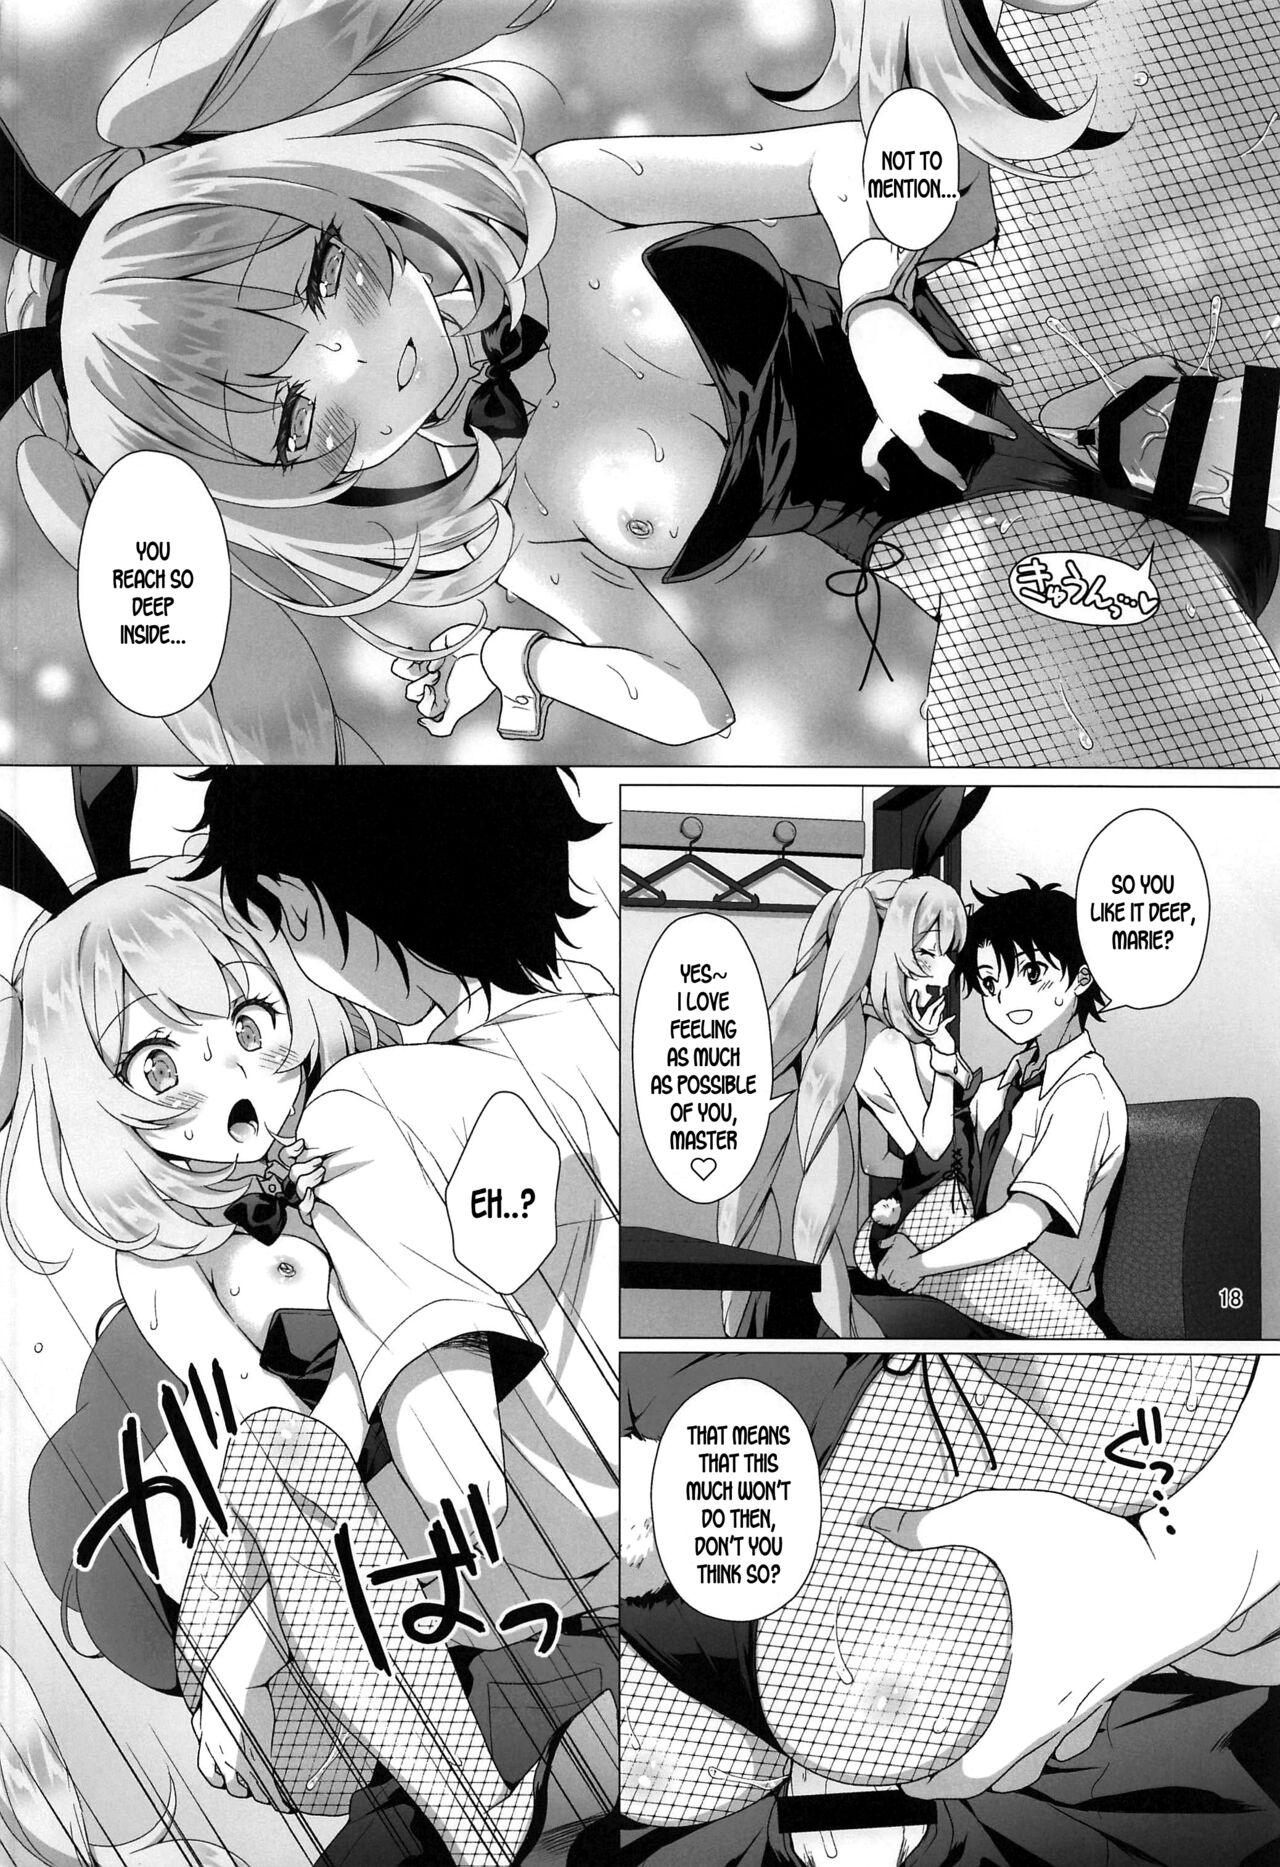 NOT TO
MENTION...
きゅうんっ…♡
YOU
REACH SO
DEEP
INSIDE...
SO YOU
LIKE IT DEEP,
MARIE?
YES~
I LOVE
FEELING
AS MUCH
AS POSSIBLE
OF YOU,
MASTER
♡
18
THAT MEANS
THAT THIS
MUCH WON'T
DO THEN,
DON'T YOU
THINK SO?
ぐっ…
EH..?
がばっ